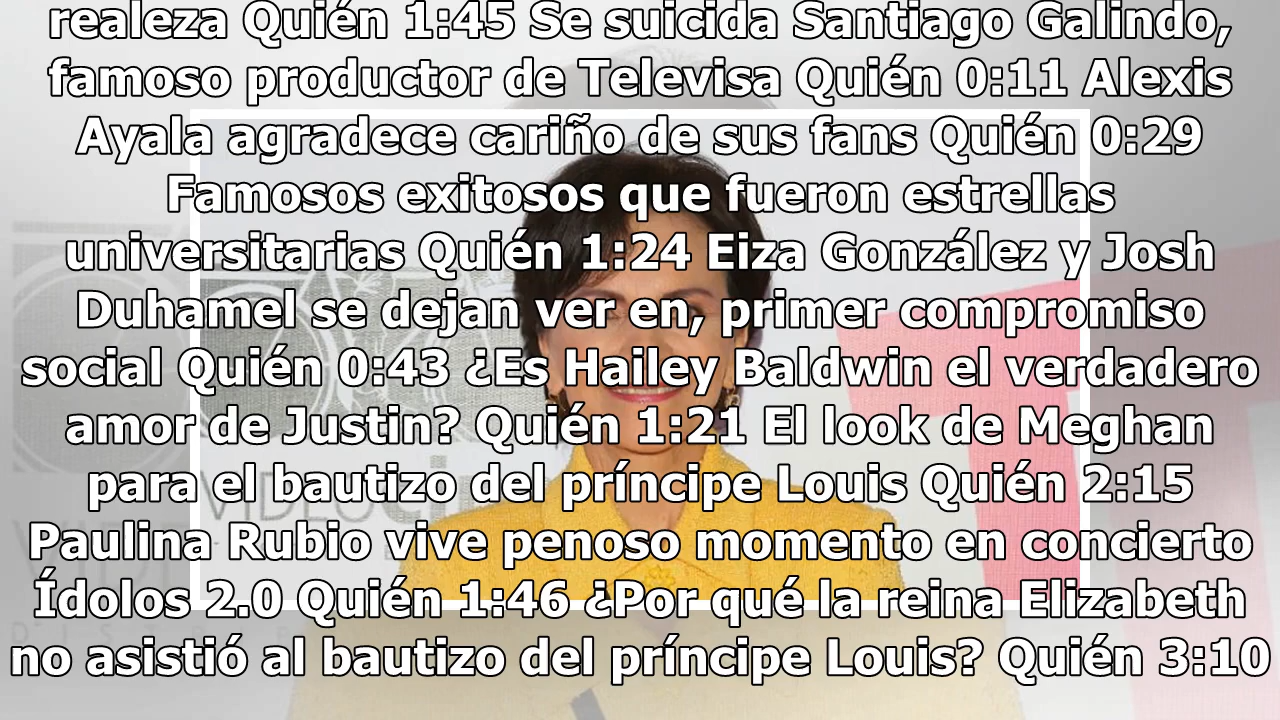 realeza Quién 1:45 Se suicida Santiago Galindo,
famoso productor de Televisa Quién 0:11 Alexis
Ayala agradece cariño de sus fans Quién 0:29
Famosos exitosos que fueron estrellas
universitarias Quién 1:24 Eiza González y Josh
Duhamel se dejan ver en, primer compromiso
social Quién 0:43 ¿Es Hailey Baldwin el verdadero
amor de Justin? Quién 1:21 El look de Meghan
para el bautizo del príncipe Louis Quién 2:15
Paulina Rubio vive penoso momento en concierto
Ídolos 2.0 Quién 1:46 ¿Por qué la reina Elizabeth
no asistió al bautizo del príncipe Louis? Quién 3:10